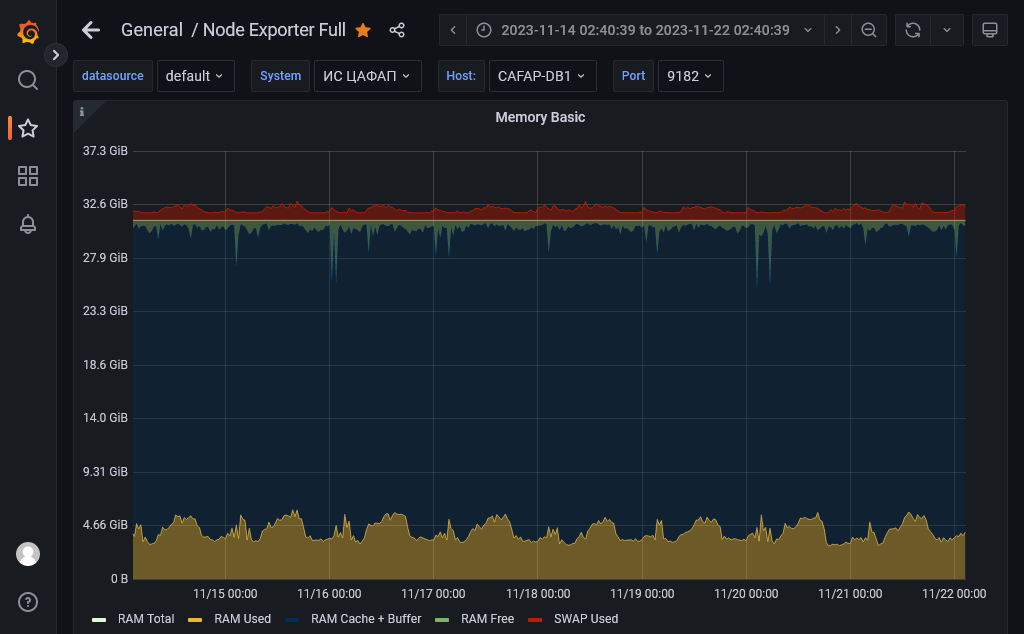 General / Node Exporter Full
2023-11-14 02:40:39 to 2023-11-22 02:40:39
datasource default System ИС ЦАФАП Host: CAFAP-DB1 Port 9182
i
Memory Basic
37.3 GiB
32.6 GiB
27.9 GiB
23.3 GiB
18.6 GiB
14.0 GiB
9.31 GiB
4.66 GiB
0 B
11/15 00:00 11/16 00:00 11/17 00:00 11/18 00:00 11/19 00:00 11/20 00:00 11/21 00:00 11/22 00:00
RAM Total RAM Used RAM Cache + Buffer RAM Free SWAP Used